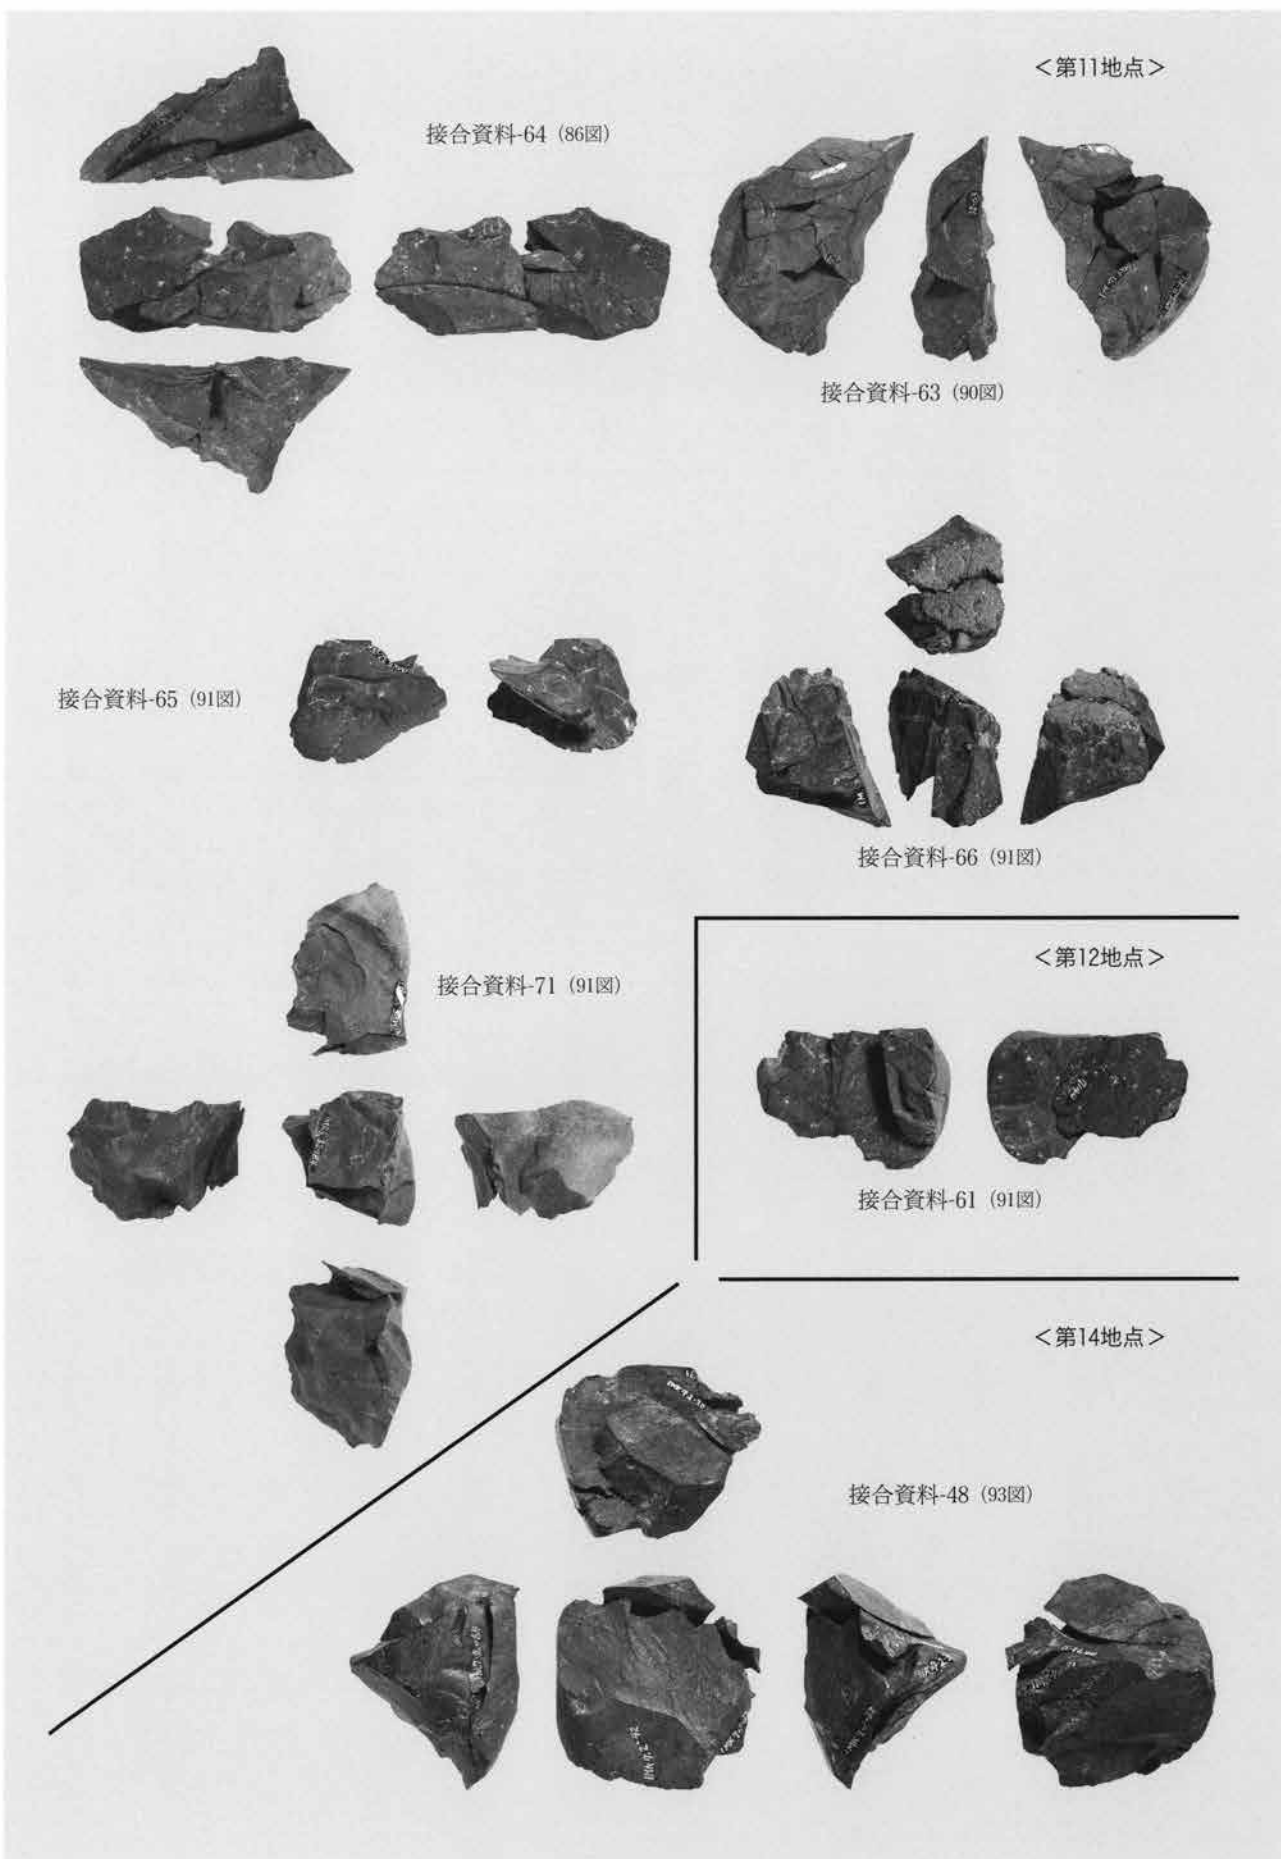 ＜第11地点＞
接合資料-64（86図）
接合資料-63（90図）
接合資料-65（91図）
接合資料-66（91図）
接合資料-71（91図）
＜第12地点＞
接合資料-61（91図）
＜第14地点＞
接合資料-48（93図）